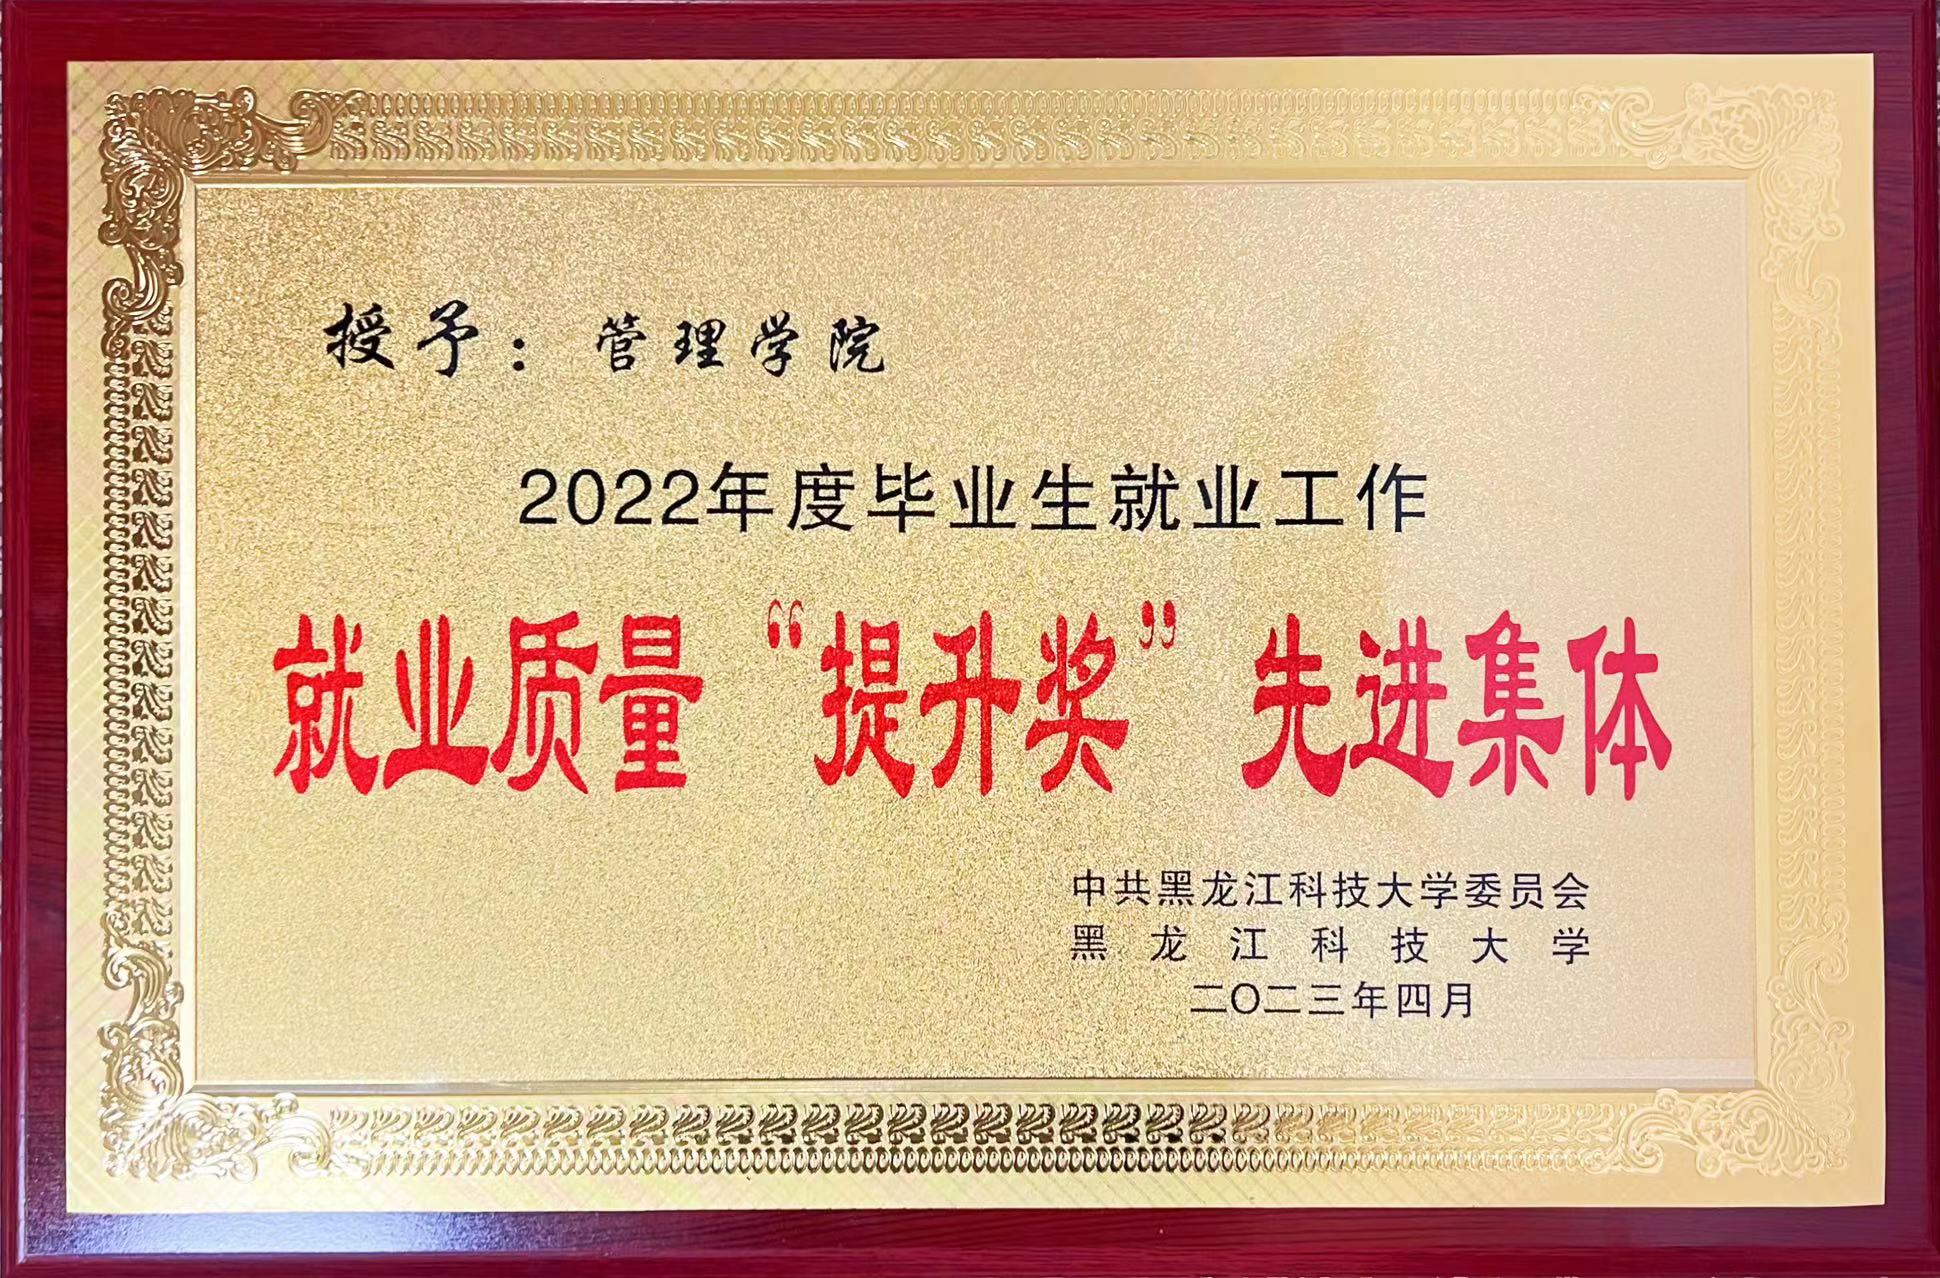 授予：管理学院
2022年度毕业生就业工作
就业质量“提升奖”先进集体
中共黑龙江科技大学委员会
黑龙江科技大学
二〇二三年四月